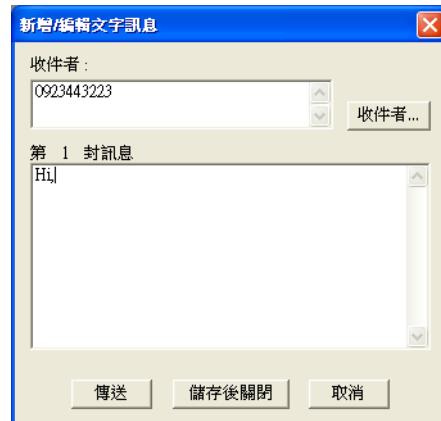 新增/編輯文字訊息
收件者 :
0923443223
收件者...
第 1 封訊息
Hi,
傳送 儲存後關閉 取消